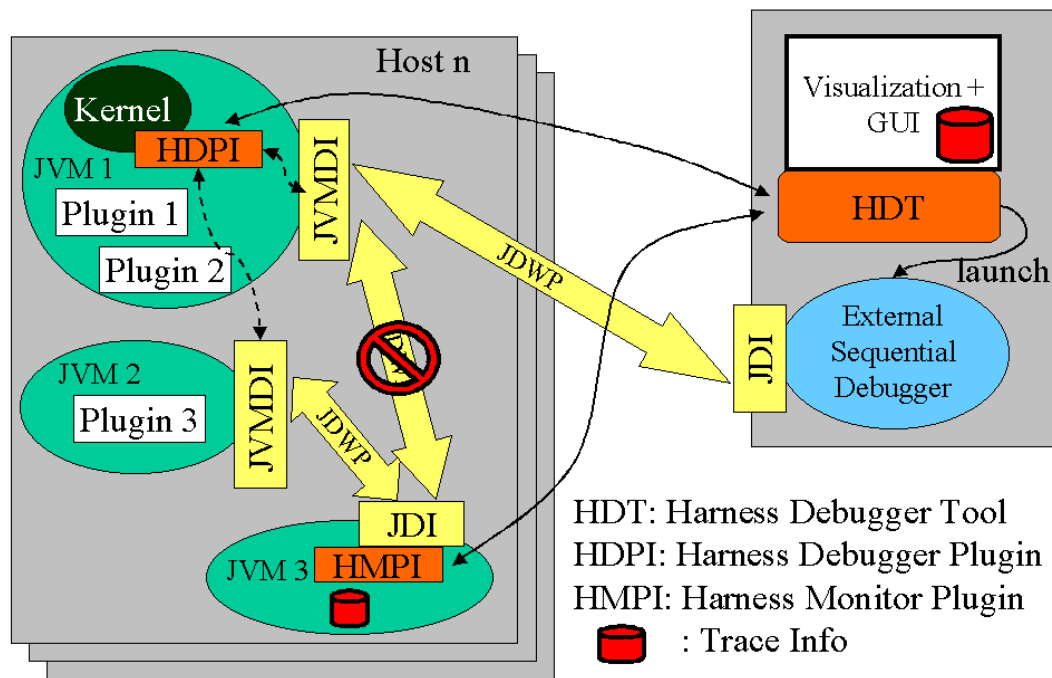 Host n
Kernel
HDPI
JVM 1
Plugin 1
Plugin 2
JVMDI
JDWP
JVM 2
Plugin 3
JVMDI
JDWP
JDI
JVM 3
HMPI
Visualization +
GUI
HDT
launch
JDI
External
Sequential
Debugger
HDT: Harness Debugger Tool
HDPI: Harness Debugger Plugin
HMPI: Harness Monitor Plugin
: Trace Info